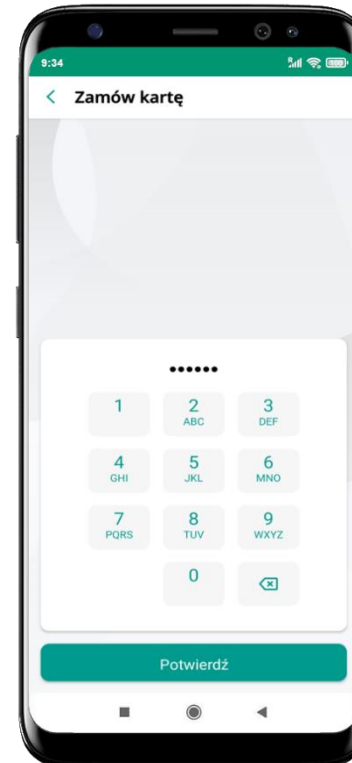 9:34
Zamów kartę
••••••
1
2
3
ABC
DEF
4
5
6
GHI
JKL
MNO
7
8
9
PQRS
TUV
WXYZ
0
Potwierdź